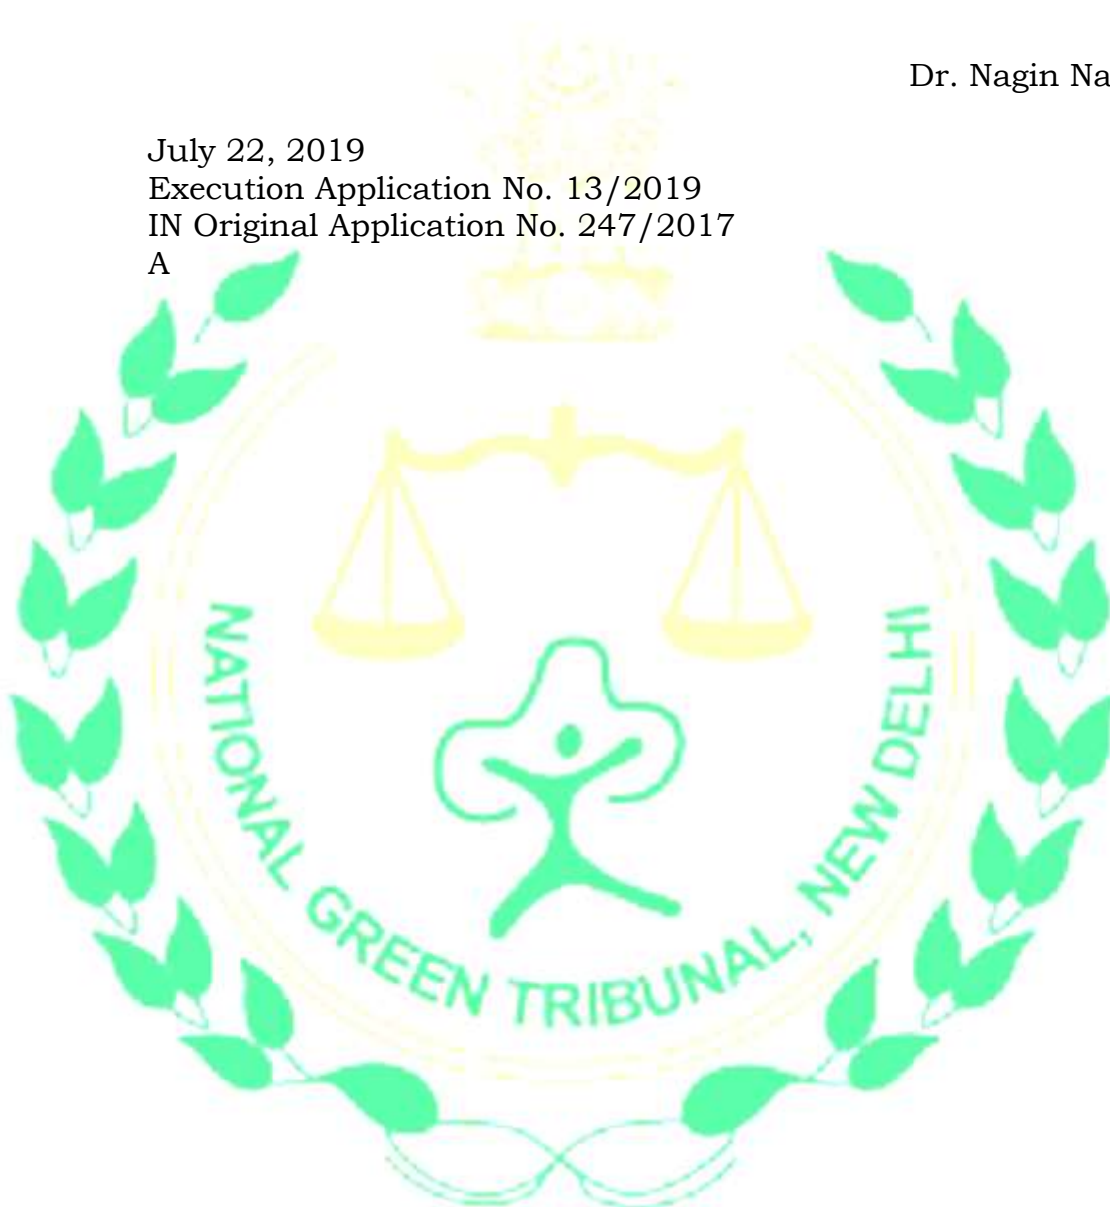 Dr. Nagin Na
July 22, 2019
Execution Application No. 13/2019
IN Original Application No. 247/2017
A
NATIONAL GREEN TRIBUNAL, NEW DELHI